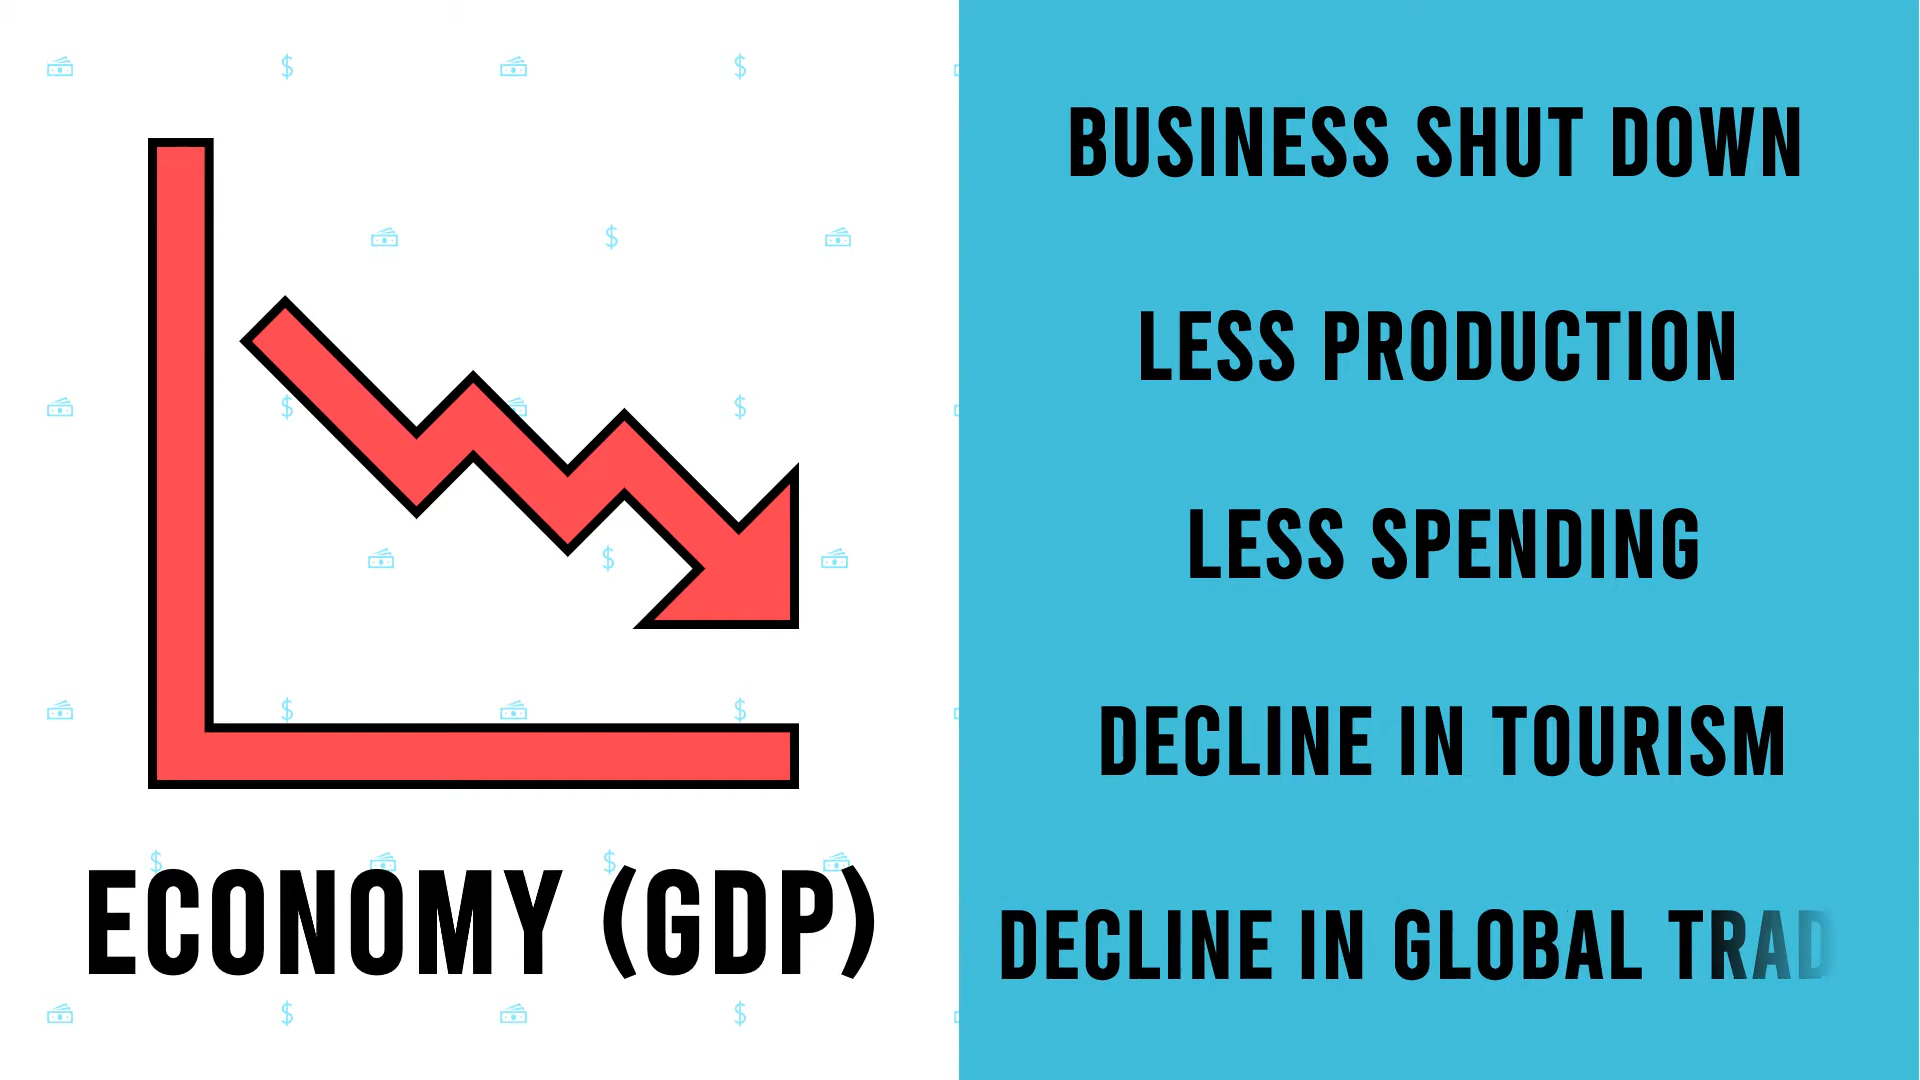 ECONOMY (GDP)
BUSINESS SHUT DOWN
LESS PRODUCTION
LESS SPENDING
DECLINE IN TOURISM
DECLINE IN GLOBAL TRAD